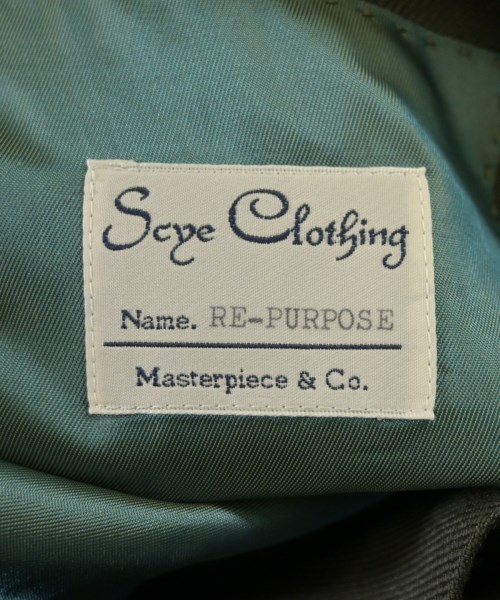 Scye Clothing
Name. RE-PURPOSE
Masterpiece & Co.